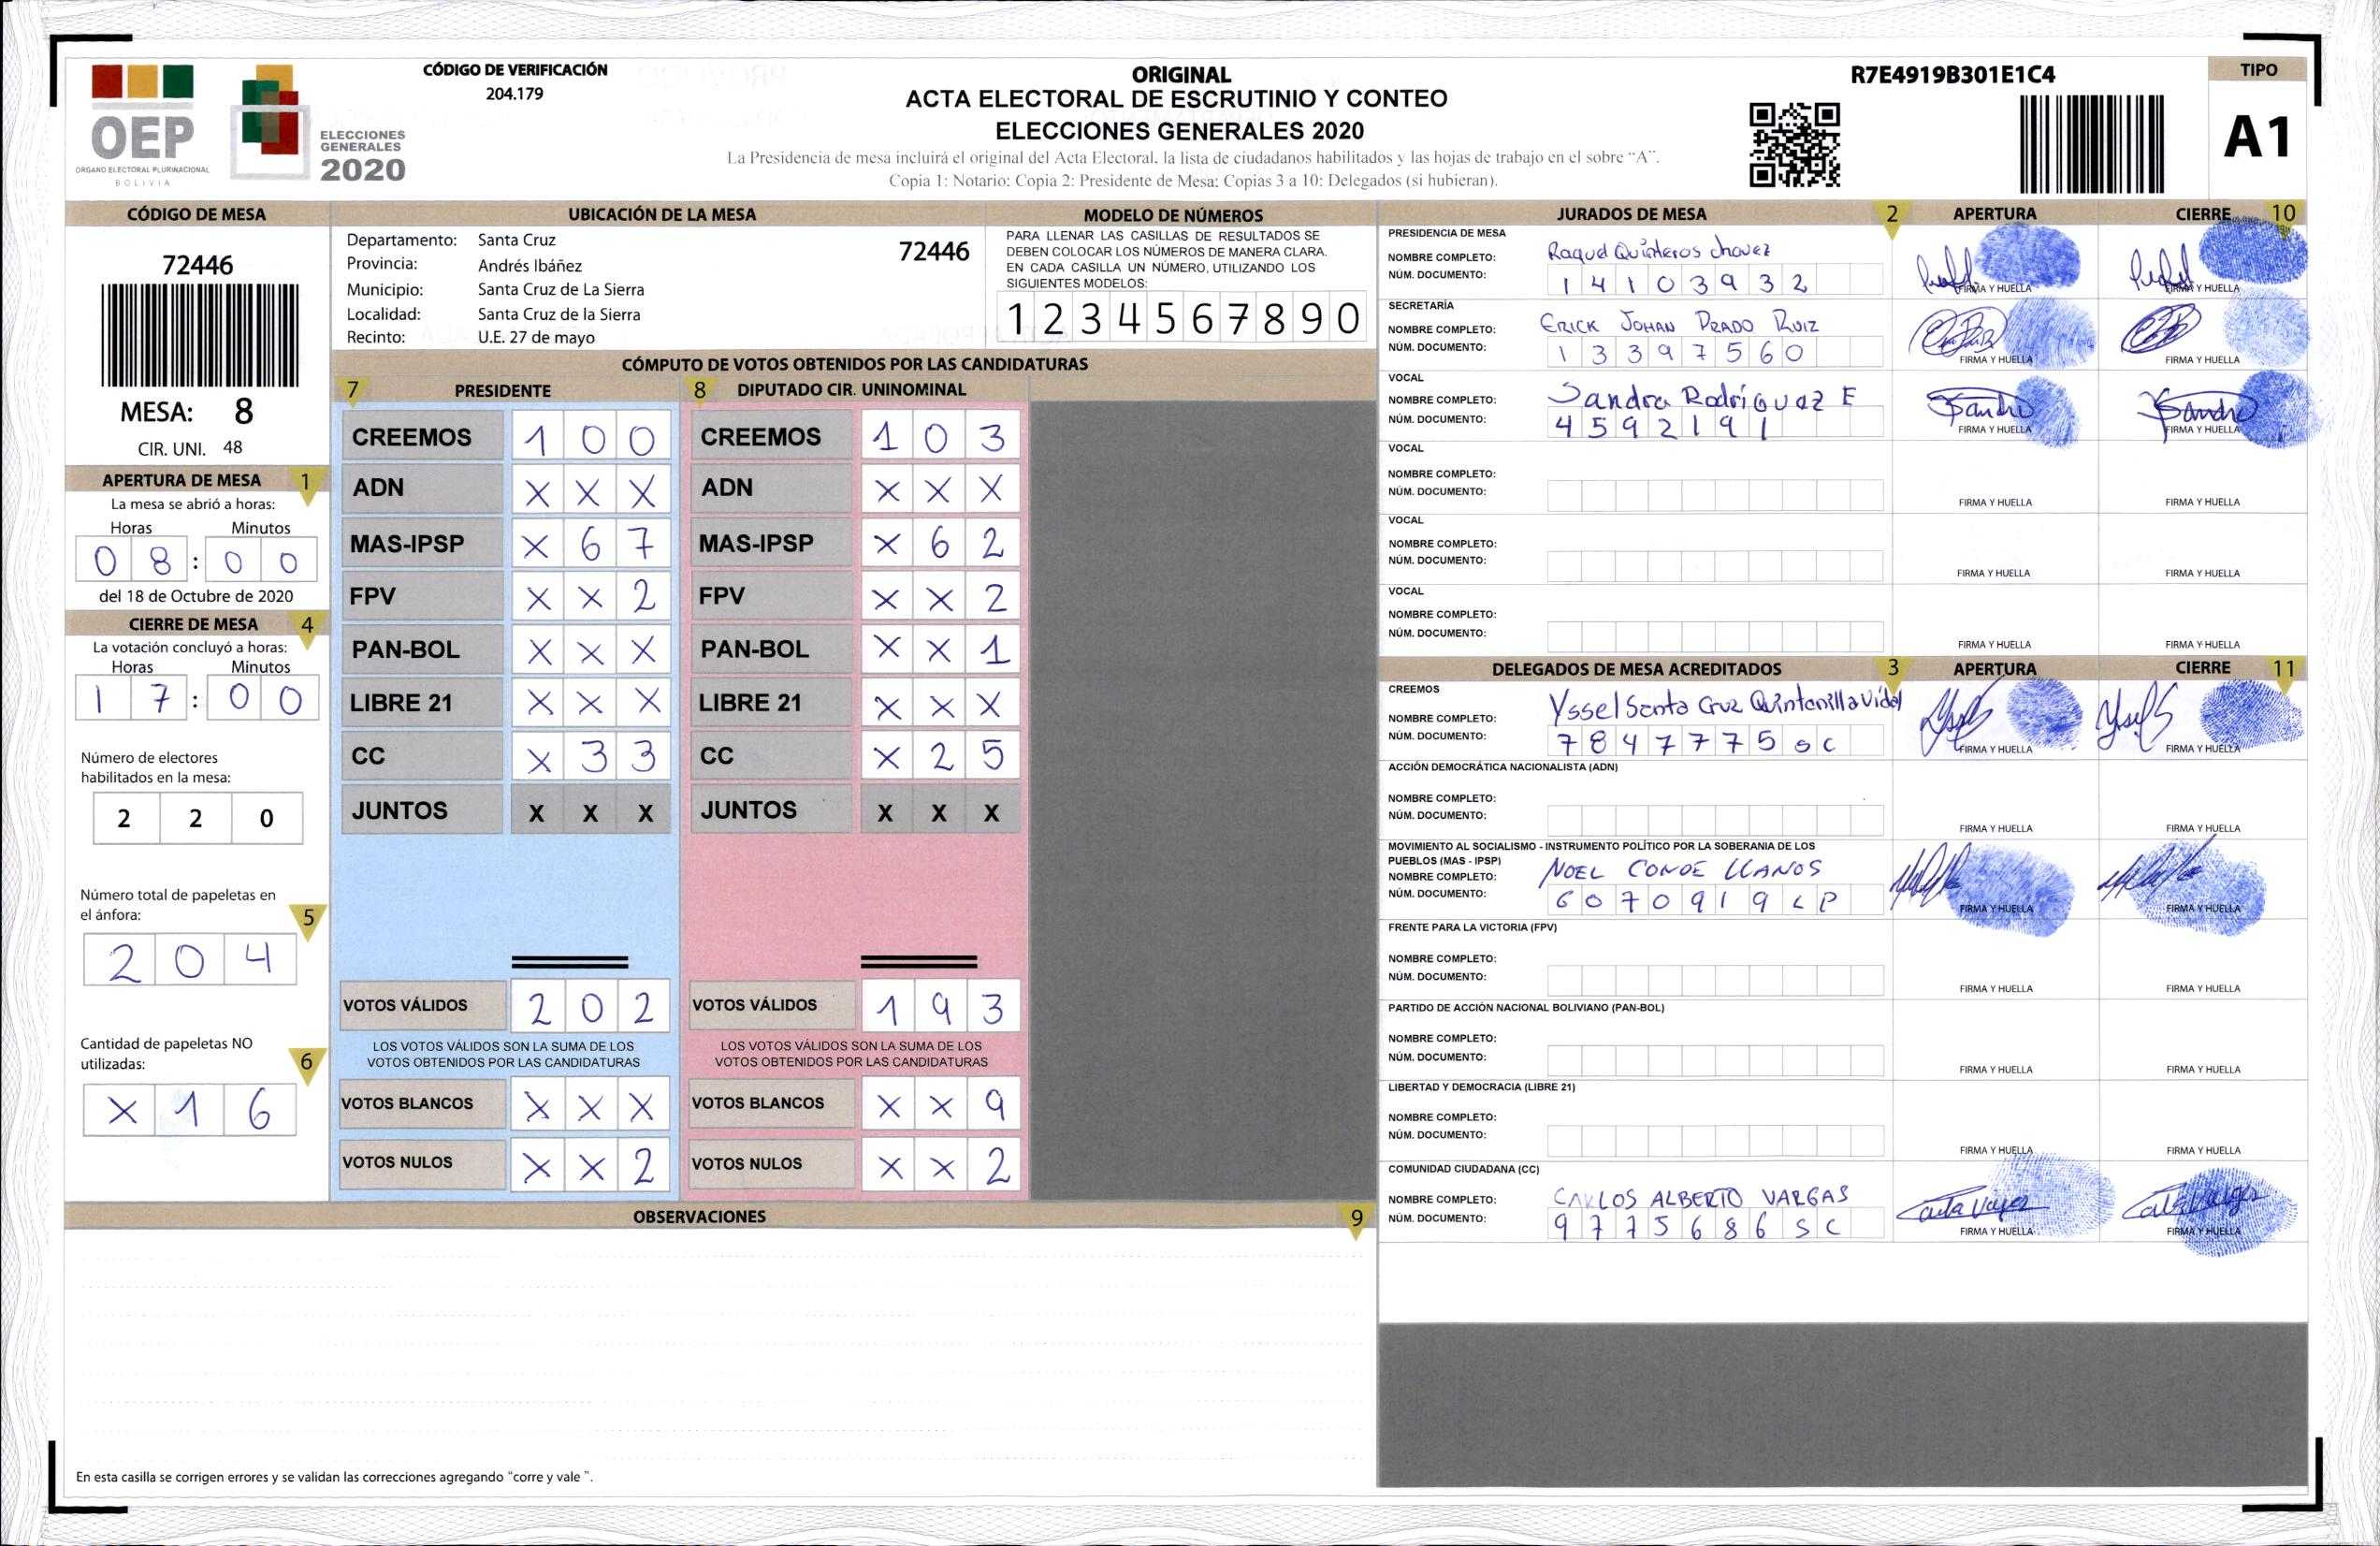 OEP
ÓRGANO ELECTORAL PLURINACIONAL
BOLIVIA
ELECCIONES
GENERALES
2020
CÓDIGO DE VERIFICACIÓN
204.179
ORIGINAL
ACTA ELECTORAL DE ESCRUTINIO Y CONTEO
ELECCIONES GENERALES 2020
La Presidencia de mesa incluirá el original del Acta Electoral, la lista de ciudadanos habilitados y las hojas de trabajo en el sobre “A”.
Copia 1: Notario; Copia 2: Presidente de Mesa; Copias 3 a 10: Delegados (si hubieran).
R7E4919B301E1C4
TIPO
A1
CÓDIGO DE MESA
72446
MESA: 8
CIR. UNI. 48
APERTURA DE MESA 1
La mesa se abrió a horas:
Horas Minutos
0 8 : 0 0
del 18 de Octubre de 2020
CIERRE DE MESA 4
La votación concluyó a horas:
Horas Minutos
1 7 : 0 0
Número de electores
habilitados en la mesa:
2 2 0
Número total de papeletas en
el ánfora: 5
2 0 4
Cantidad de papeletas NO
utilizadas: 6
X 1 6
UBICACIÓN DE LA MESA
Departamento: Santa Cruz 72446
Provincia: Andrés Ibáñez
Municipio: Santa Cruz de La Sierra
Localidad: Santa Cruz de la Sierra
Recinto: U.E. 27 de mayo
MODELO DE NÚMEROS
PARA LLENAR LAS CASILLAS DE RESULTADOS SE
DEBEN COLOCAR LOS NÚMEROS DE MANERA CLARA.
EN CADA CASILLA UN NÚMERO, UTILIZANDO LOS
SIGUIENTES MODELOS:
1 2 3 4 5 6 7 8 9 0
CÓMPUTO DE VOTOS OBTENIDOS POR LAS CANDIDATURAS
7 PRESIDENTE 8 DIPUTADO CIR. UNINOMINAL
CREEMOS 1 0 0 CREEMOS 1 0 3
ADN X X X ADN X X X
MAS-IPSP X 6 7 MAS-IPSP X 6 2
FPV X X 2 FPV X X 2
PAN-BOL X X X PAN-BOL X X 1
LIBRE 21 X X X LIBRE 21 X X X
CC X 3 3 CC X 2 5
JUNTOS X X X JUNTOS X X X
VOTOS VÁLIDOS 2 0 2 VOTOS VÁLIDOS 1 9 3
LOS VOTOS VÁLIDOS SON LA SUMA DE LOS LOS VOTOS VÁLIDOS SON LA SUMA DE LOS
VOTOS OBTENIDOS POR LAS CANDIDATURAS VOTOS OBTENIDOS POR LAS CANDIDATURAS
VOTOS BLANCOS X X X VOTOS BLANCOS X X 9
VOTOS NULOS X X 2 VOTOS NULOS X X 2
OBSERVACIONES 9
En esta casilla se corrigen errores y se validan las correcciones agregando “corre y vale ”.
JURADOS DE MESA 2 APERTURA CIERRE 10
PRESIDENCIA DE MESA
NOMBRE COMPLETO: Raquel Quinteros chavez
NÚM. DOCUMENTO: 1 4 1 0 3 9 3 2
FIRMA Y HUELLA FIRMA Y HUELLA
SECRETARÍA
NOMBRE COMPLETO: ERICK JOHAN PRADO RUIZ
NÚM. DOCUMENTO: 1 3 3 9 7 5 6 0
FIRMA Y HUELLA FIRMA Y HUELLA
VOCAL
NOMBRE COMPLETO: Sandra Rodríguez E
NÚM. DOCUMENTO: 4 5 9 2 1 9 1
FIRMA Y HUELLA FIRMA Y HUELLA
VOCAL
NOMBRE COMPLETO:
NÚM. DOCUMENTO:
FIRMA Y HUELLA FIRMA Y HUELLA
VOCAL
NOMBRE COMPLETO:
NÚM. DOCUMENTO:
FIRMA Y HUELLA FIRMA Y HUELLA
VOCAL
NOMBRE COMPLETO:
NÚM. DOCUMENTO:
FIRMA Y HUELLA FIRMA Y HUELLA
DELEGADOS DE MESA ACREDITADOS 3 APERTURA CIERRE 11
CREEMOS
NOMBRE COMPLETO: Yssel Santa Cruz Quintanilla Vidal
NÚM. DOCUMENTO: 7 8 4 7 7 7 5 s c
FIRMA Y HUELLA FIRMA Y HUELLA
ACCIÓN DEMOCRÁTICA NACIONALISTA (ADN)
NOMBRE COMPLETO:
NÚM. DOCUMENTO:
FIRMA Y HUELLA FIRMA Y HUELLA
MOVIMIENTO AL SOCIALISMO - INSTRUMENTO POLÍTICO POR LA SOBERANIA DE LOS
PUEBLOS (MAS - IPSP)
NOMBRE COMPLETO: NOEL CONDE LLANOS
NÚM. DOCUMENTO: 6 0 7 0 9 1 9 L P
FIRMA Y HUELLA FIRMA Y HUELLA
FRENTE PARA LA VICTORIA (FPV)
NOMBRE COMPLETO:
NÚM. DOCUMENTO:
FIRMA Y HUELLA FIRMA Y HUELLA
PARTIDO DE ACCIÓN NACIONAL BOLIVIANO (PAN-BOL)
NOMBRE COMPLETO:
NÚM. DOCUMENTO:
FIRMA Y HUELLA FIRMA Y HUELLA
LIBERTAD Y DEMOCRACIA (LIBRE 21)
NOMBRE COMPLETO:
NÚM. DOCUMENTO:
FIRMA Y HUELLA FIRMA Y HUELLA
COMUNIDAD CIUDADANA (CC)
NOMBRE COMPLETO: CARLOS ALBERTO VARGAS
NÚM. DOCUMENTO: 9 7 7 5 6 8 6 S C
FIRMA Y HUELLA FIRMA Y HUELLA